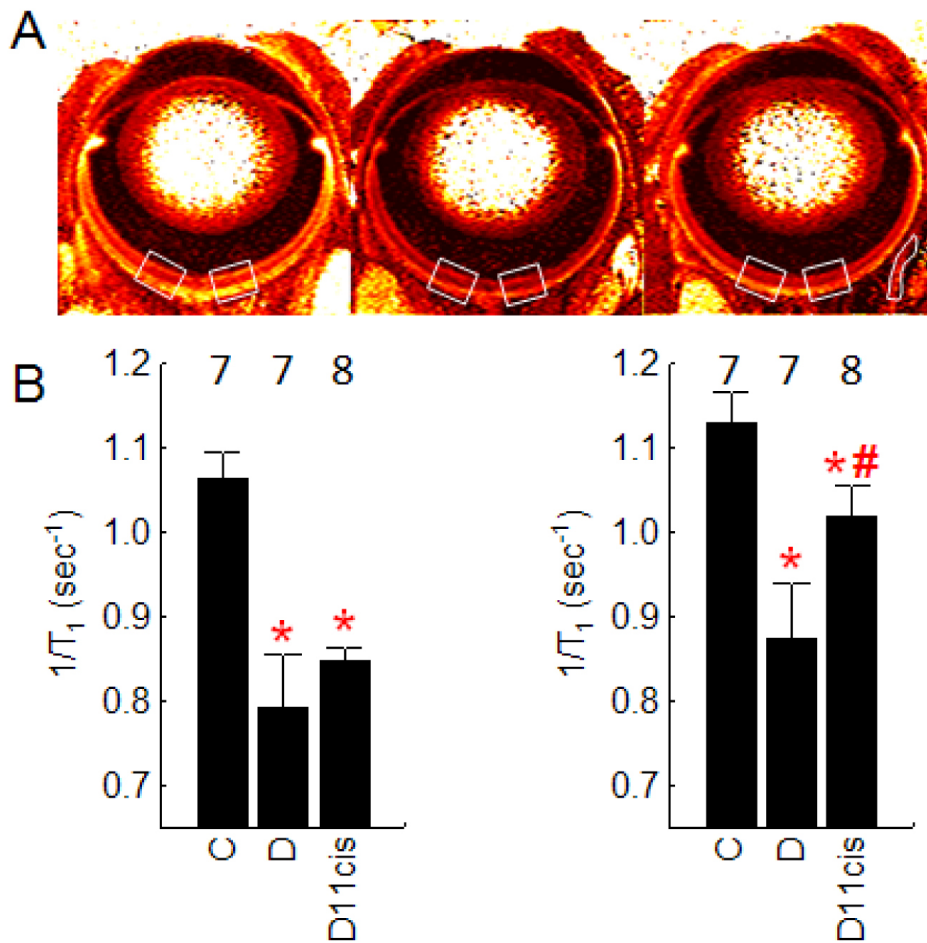 A
B
1/T1 (sec-1)
1.2
1.1
1.0
0.9
0.8
0.7
7 7 8
* *
C D D11cis
1/T1 (sec-1)
1.2
1.1
1.0
0.9
0.8
0.7
7 7 8
* *#
C D D11cis